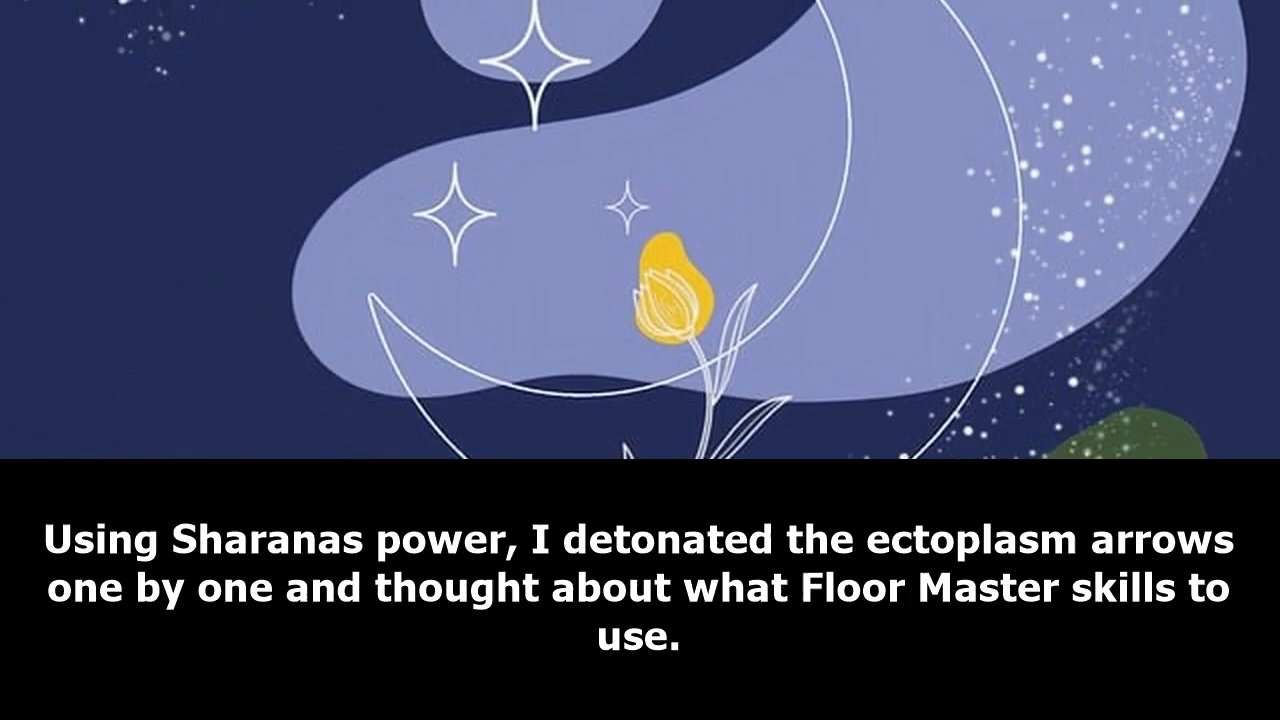 Using Sharanas power, I detonated the ectoplasm arrows
one by one and thought about what Floor Master skills to
use.